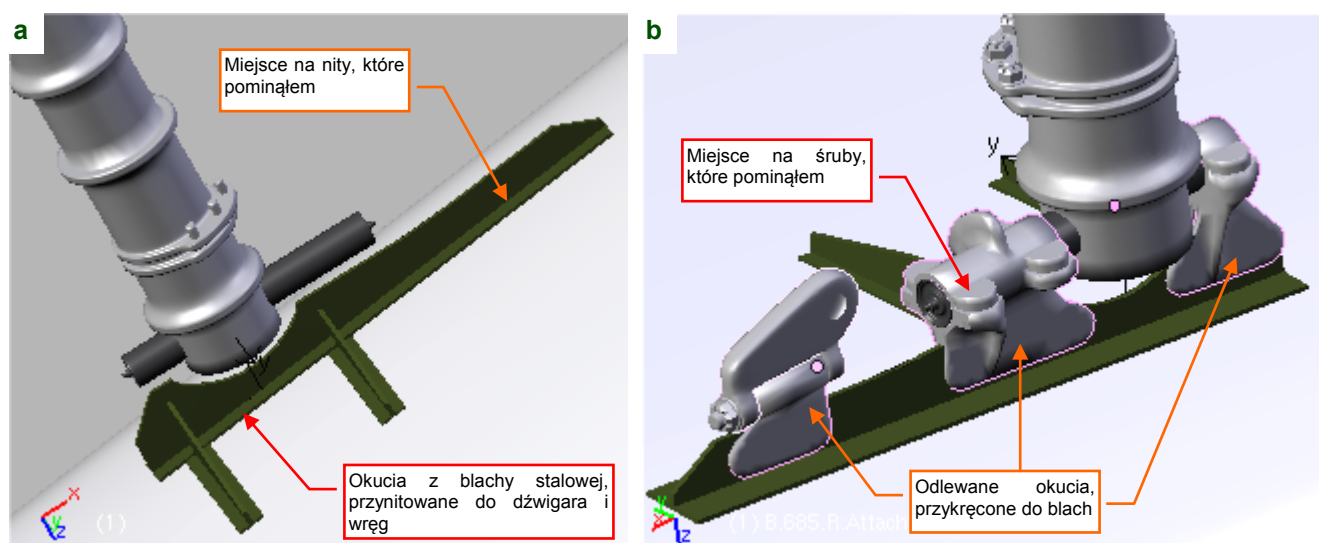 a
Miejsce na nity, które
pominąłem
Okucia z blachy stalowej,
przynitowane do dźwigara i
wręg
x
y
z
(1)
y
b
Miejsce na śruby,
które pominąłem
y
Odlewane okucia,
przykręcone do blach
y
x
z
(1) B.685.R.Attach